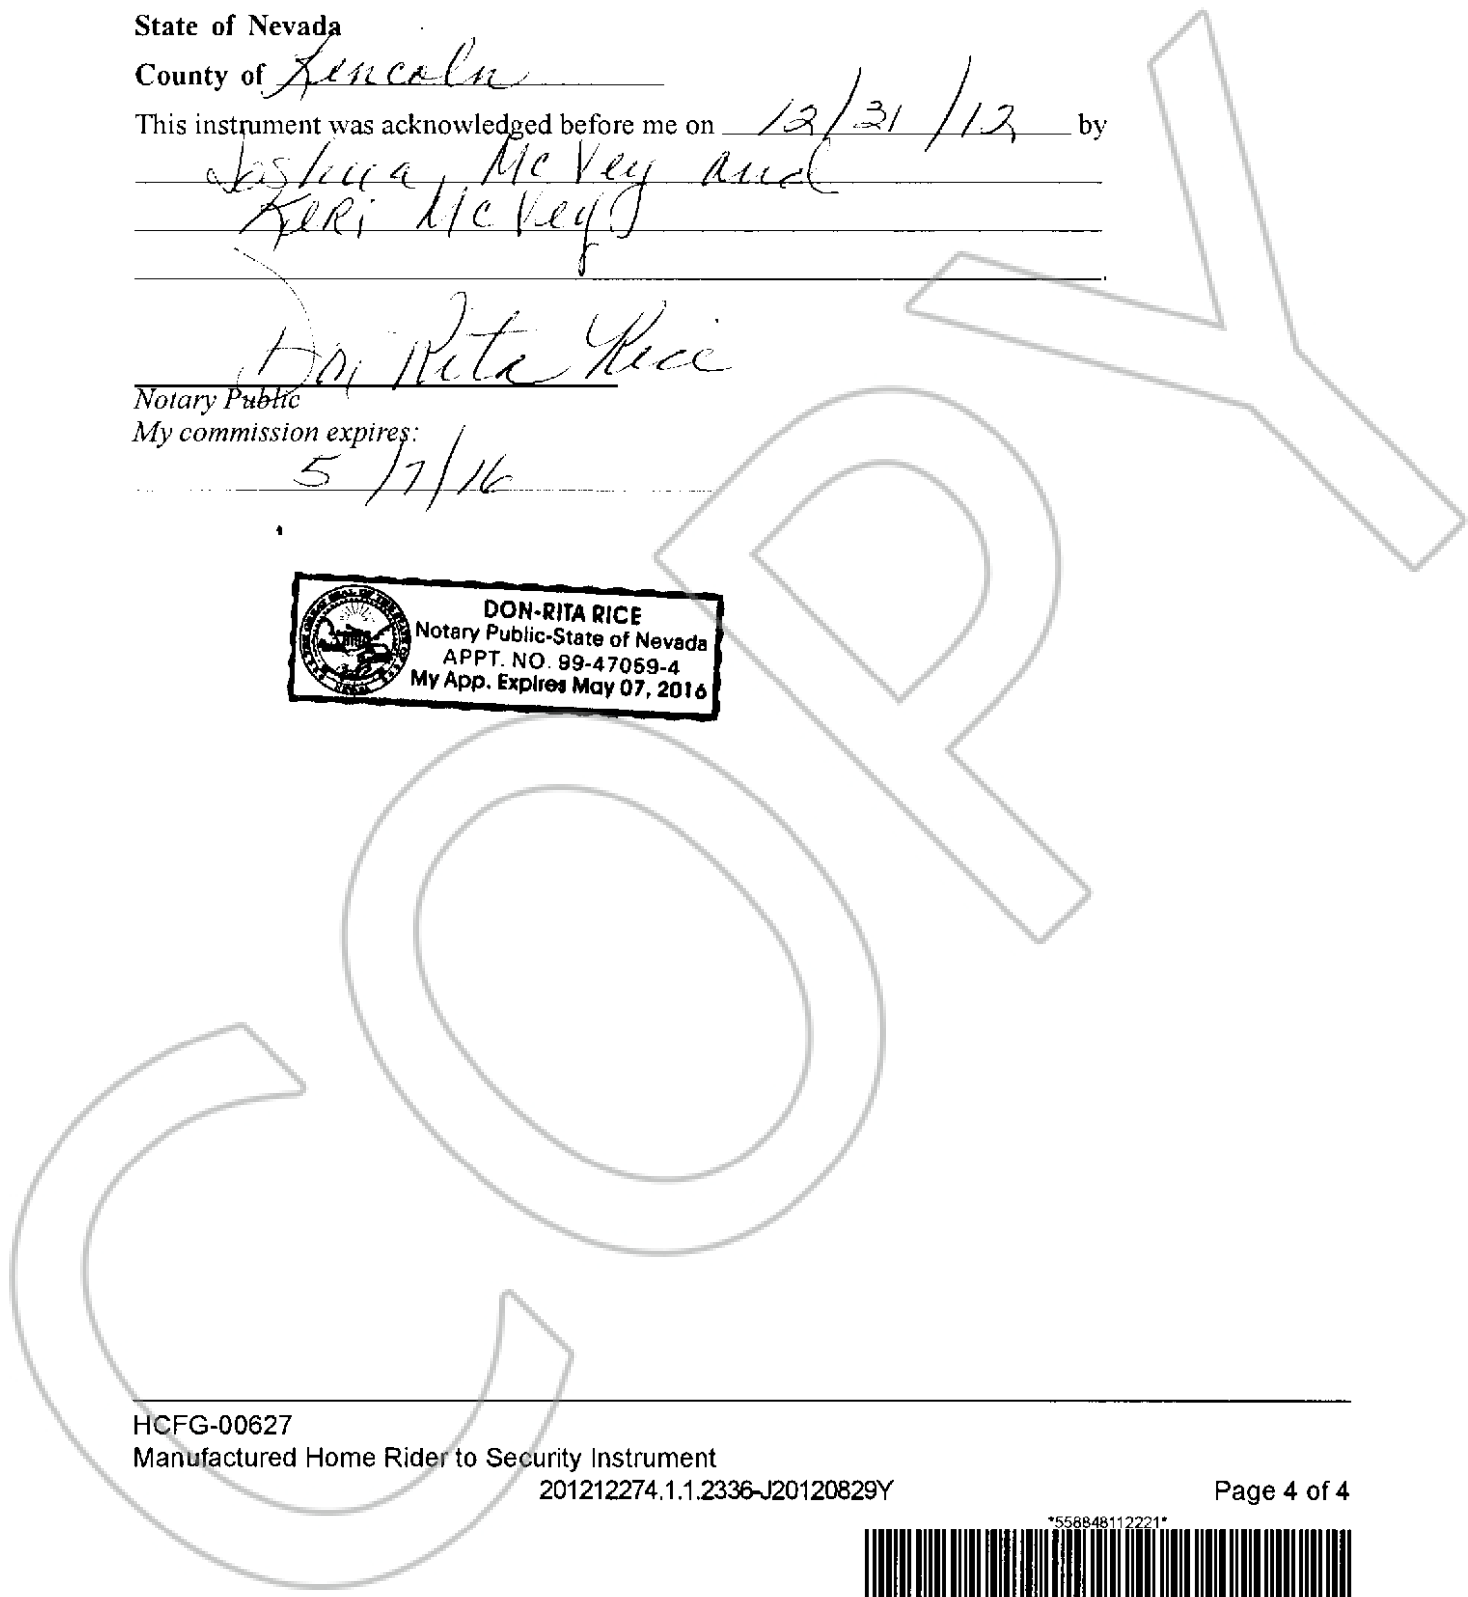 State of Nevada
County of Lincoln
This instrument was acknowledged before me on 12/31/12 by
Joshua McVey and
KeRi McVey
Don Rita Rice
Notary Public
My commission expires:
5/7/16
DON-RITA RICE
Notary Public-State of Nevada
APPT. NO. 99-47059-4
My App. Expires May 07, 2016
COPY
HCFG-00627
Manufactured Home Rider to Security Instrument
201212274.1.1.2336-J20120829Y
Page 4 of 4
*558848112221*